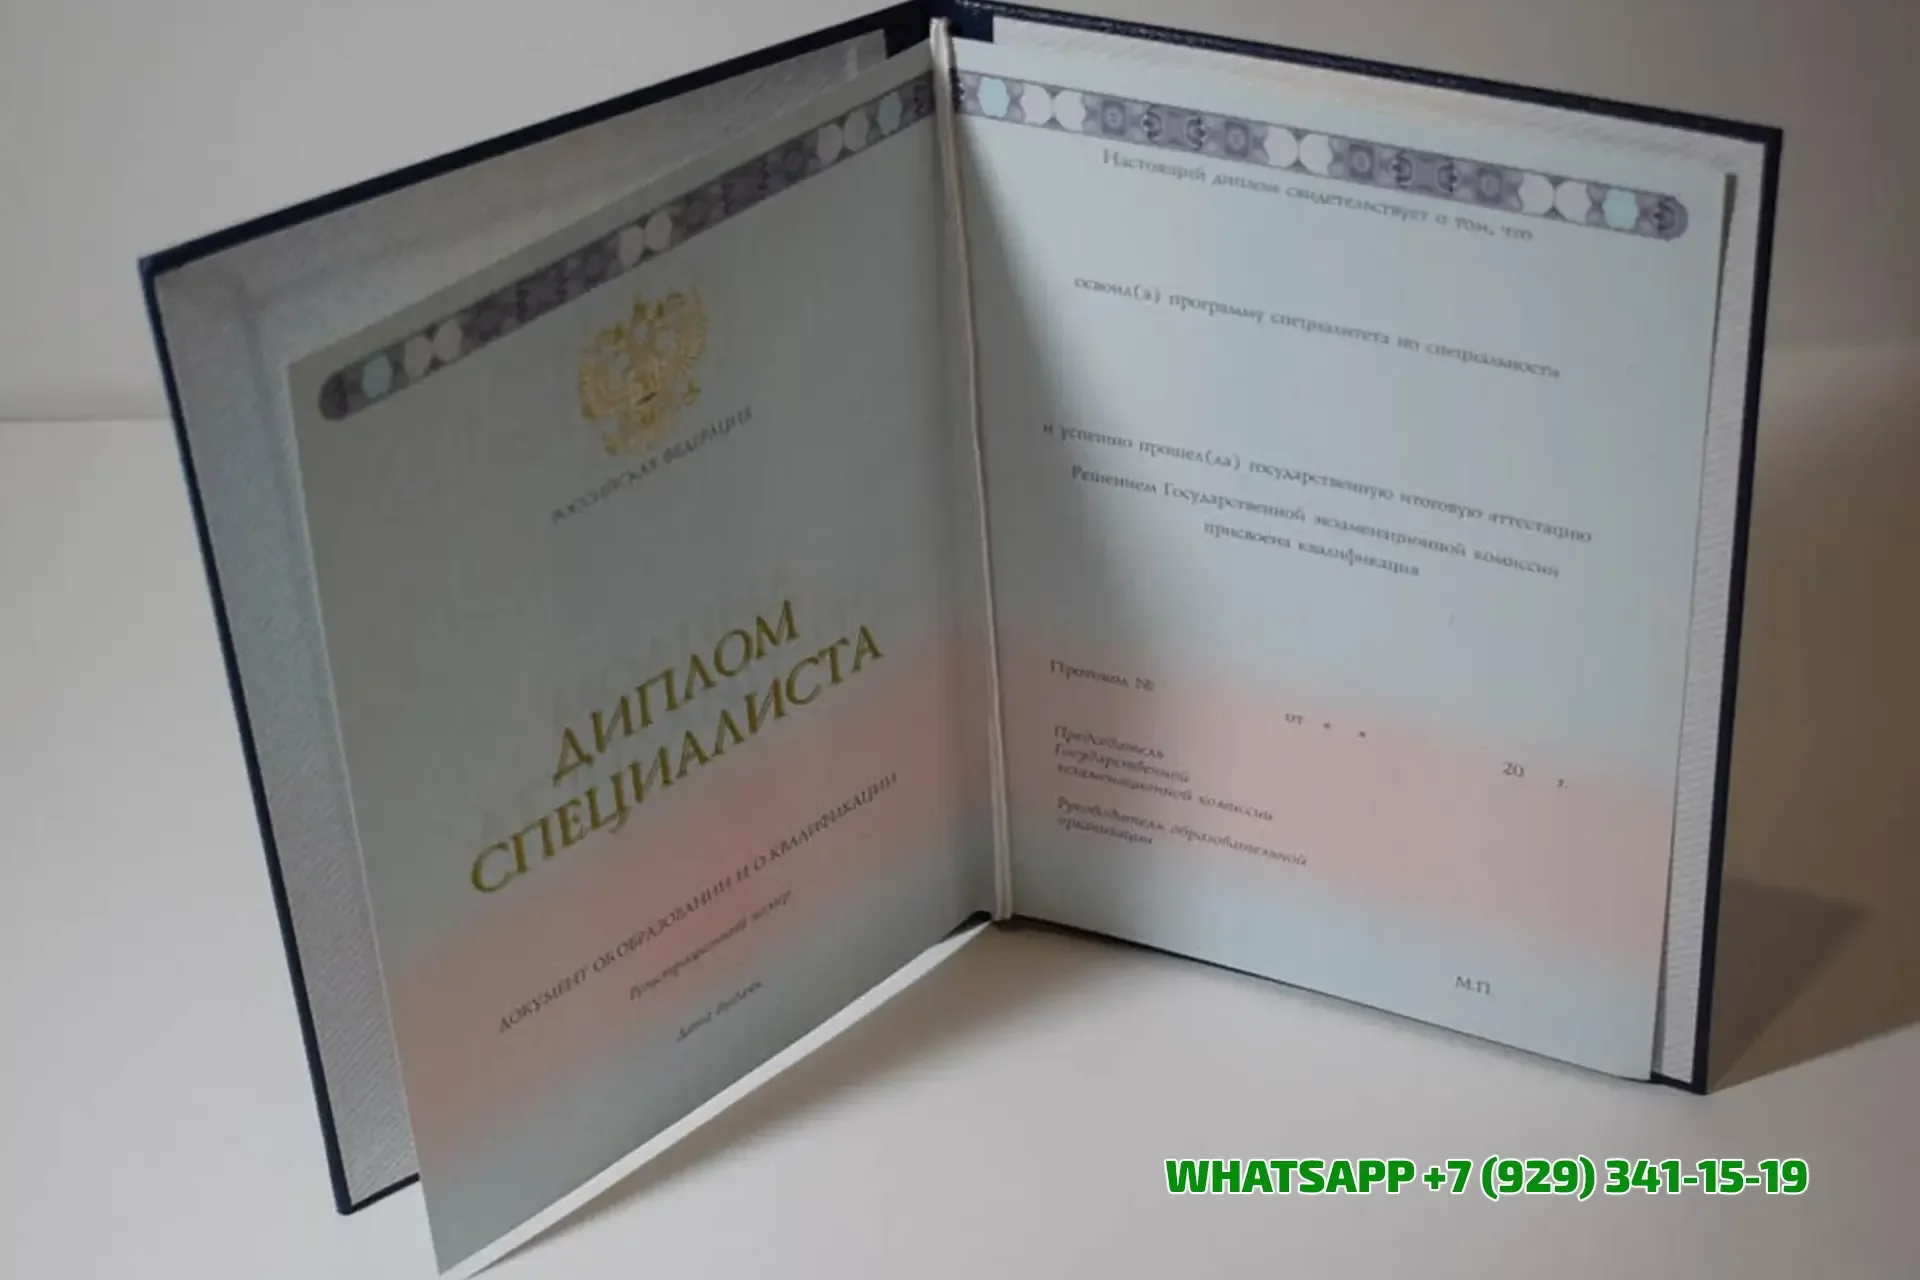 РОССИЙСКАЯ ФЕДЕРАЦИЯ
ДИПЛОМ
СПЕЦИАЛИСТА
ДОКУМЕНТ ОБ ОБРАЗОВАНИИ И О КВАЛИФИКАЦИИ
Регистрационный номер
Дата выдачи
Настоящий диплом свидетельствует о том, что
освоил(а) программу специалитета по специальности
и успешно прошел(ла) государственную итоговую аттестацию
Решением Государственной экзаменационной комиссии
присвоена квалификация
Протокол №
от « » 20 г.
Председатель
Государственной
экзаменационной комиссии
Руководитель образовательной
организации
М.П.
WHATSAPP +7 (929) 341-15-19